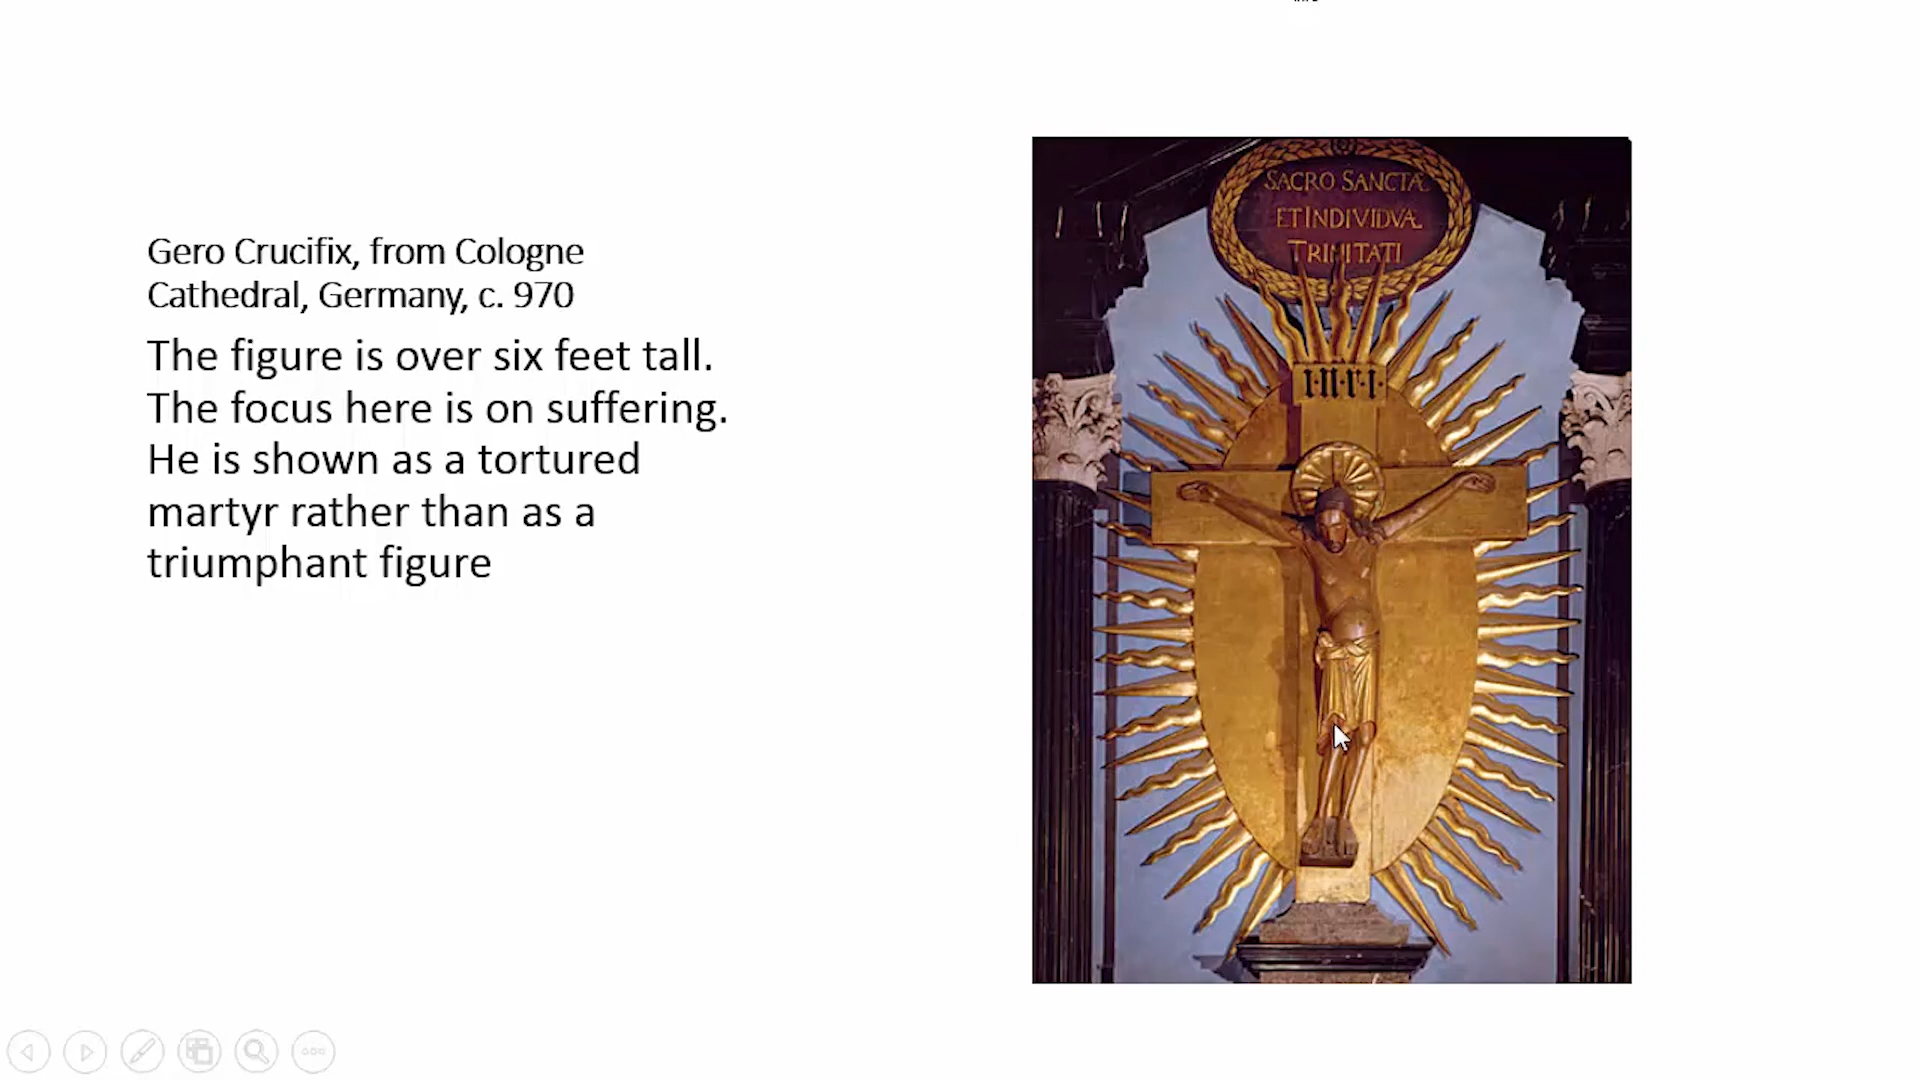 Gero Crucifix, from Cologne
Cathedral, Germany, c. 970
The figure is over six feet tall.
The focus here is on suffering.
He is shown as a tortured
martyr rather than as a
triumphant figure
SACRO SANCTÆ
ET INDIVIDVÆ
TRINITATI
I·N·R·I·